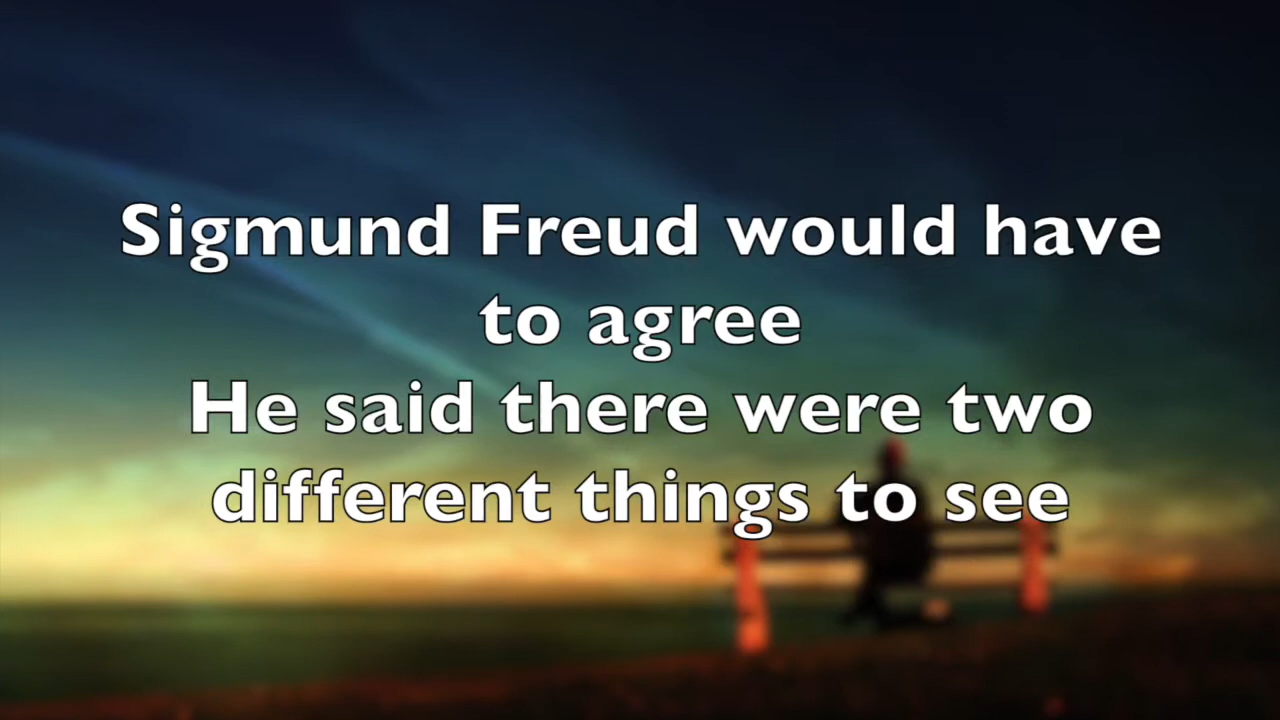 Sigmund Freud would have
to agree
He said there were two
different things to see